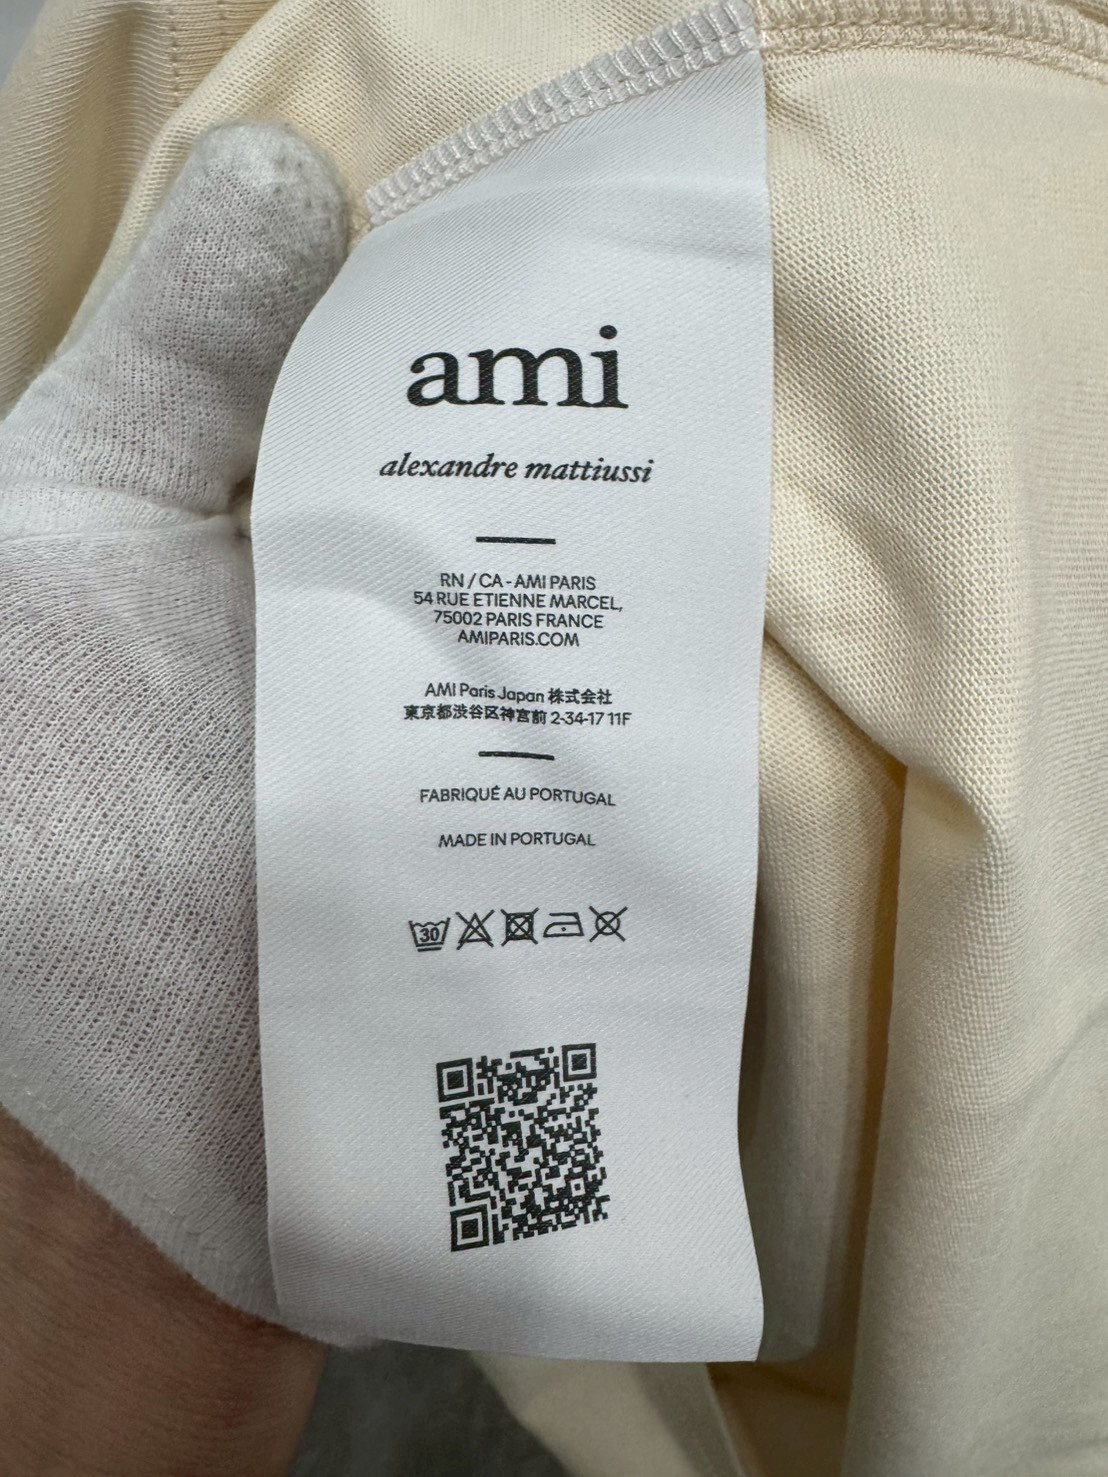 ami
alexandre mattiussi
RN / CA - AMI PARIS
54 RUE ETIENNE MARCEL,
75002 PARIS FRANCE
AMIPARIS.COM
AMI Paris Japan 株式会社
東京都渋谷区神宮前 2-34-17 11F
FABRIQUÉ AU PORTUGAL
MADE IN PORTUGAL
30